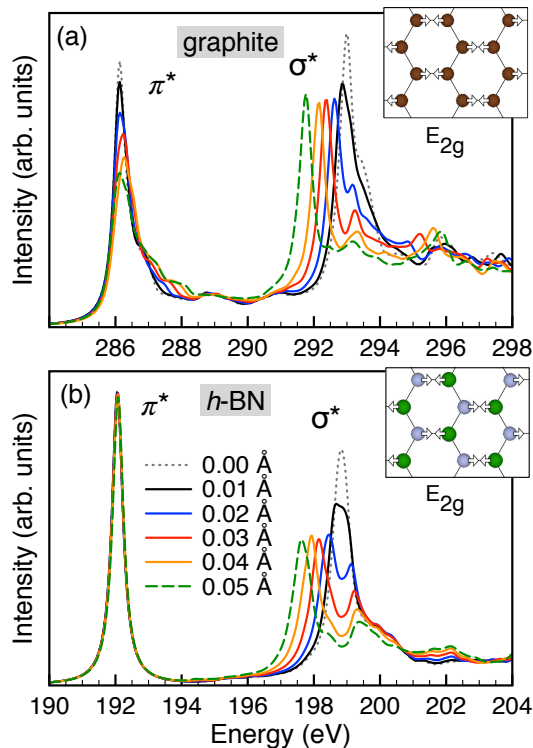 (a) graphite
π* σ*
E2g
Intensity (arb. units)
286 288 290 292 294 296 298
(b) h-BN
π* σ*
E2g
0.00 Å
0.01 Å
0.02 Å
0.03 Å
0.04 Å
0.05 Å
Intensity (arb. units)
190 192 194 196 198 200 202 204
Energy (eV)